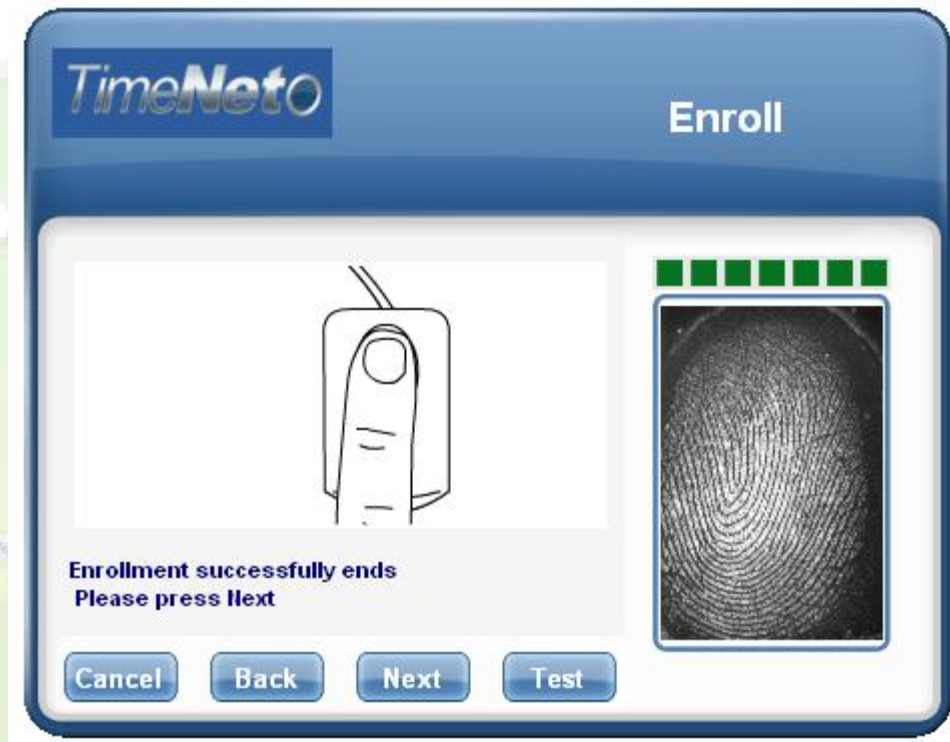 TimeNeto
Enroll
Enrollment successfully ends
Please press Next
Cancel Back Next Test